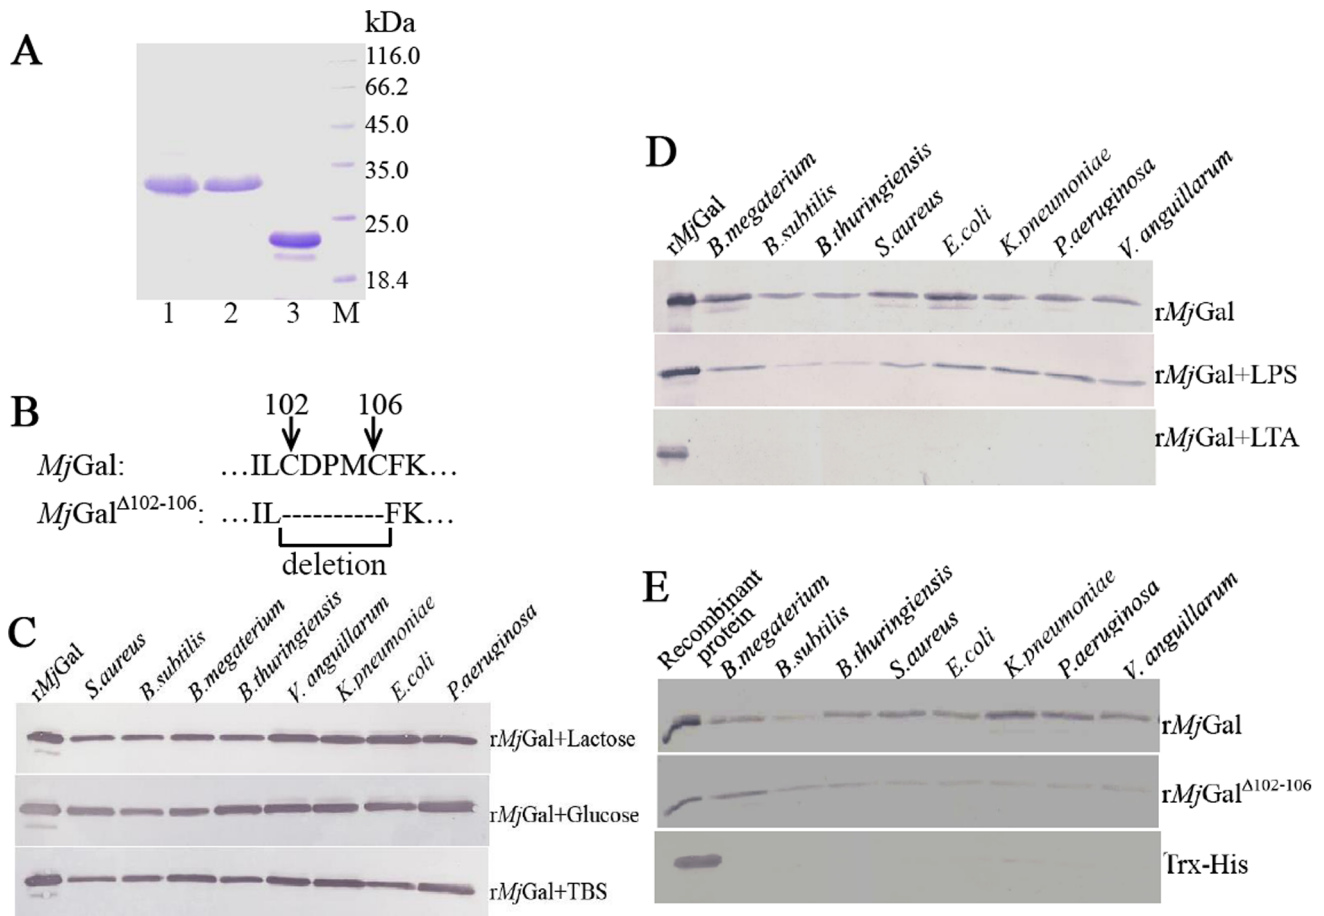 A
kDa
116.0
66.2
45.0
35.0
25.0
18.4
1 2 3 M
B
102 106
MjGal: …ILCDPMCFK…
MjGalΔ102-106: …IL----------FK…
deletion
C
rMjGal S.aureus B.subtilis B.megaterium B.thuringiensis V. anguillarum K.pneumoniae E.coli P.aeruginosa
rMjGal+Lactose
rMjGal+Glucose
rMjGal+TBS
D
rMjGal B.megaterium B.subtilis B.thuringiensis S.aureus E.coli K.pneumoniae P.aeruginosa V. anguillarum
rMjGal
rMjGal+LPS
rMjGal+LTA
E
Recombinant
protein
B.megaterium B.subtilis B.thuringiensis S.aureus E.coli K.pneumoniae P.aeruginosa V. anguillarum
rMjGal
rMjGalΔ102-106
Trx-His